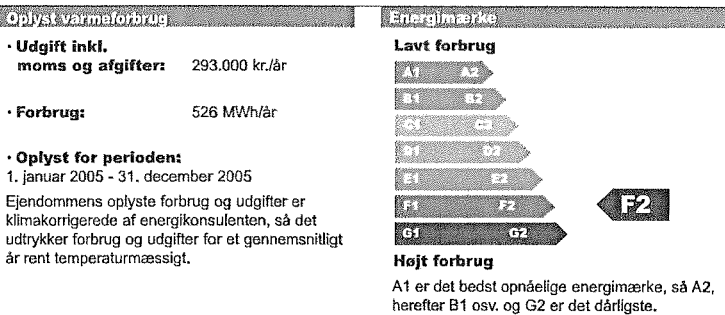 Oplyst varmeforbrug
· Udgift inkl.
moms og afgifter: 293.000 kr./år
· Forbrug: 526 MWh/år
· Oplyst for perioden:
1. januar 2005 - 31. december 2005
Ejendommens oplyste forbrug og udgifter er
klimakorrigerede af energikonsulenten, så det
udtrykker forbrug og udgifter for et gennemsnitligt
år rent temperaturmæssigt.
Energimærke
Lavt forbrug
A1 A2
B1 B2
C1 C2
D1 D2
E1 E2
F1 F2
F2
G1 G2
Højt forbrug
A1 er det bedst opnåelige energimærke, så A2,
herefter B1 osv. og G2 er det dårligste.